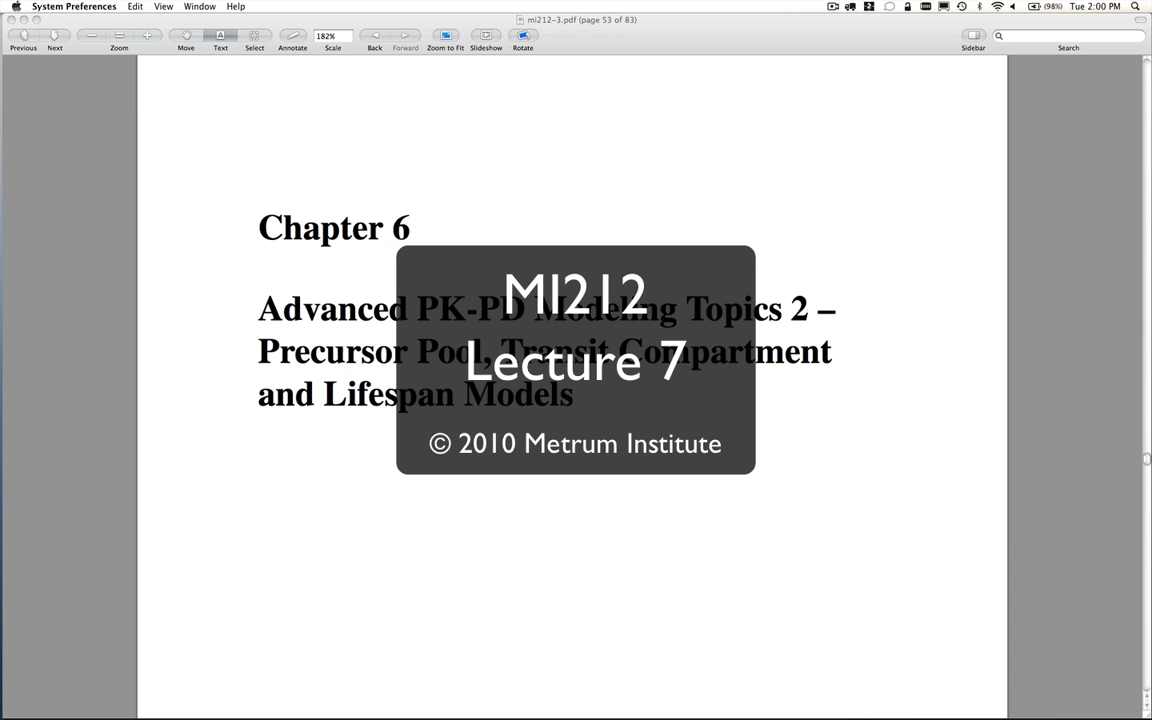 System Preferences Edit View Window Help
(98%) Tue 2:00 PM
mi212-3.pdf (page 53 of 83)
182%
Previous Next Zoom Move Text Select Annotate Scale Back Forward Zoom to Fit Slideshow Rotate Sidebar Search
Chapter 6
Advanced PK-PD Modeling Topics 2 –
Precursor Pool, Transit Compartment
and Lifespan Models
MI212
Lecture 7
© 2010 Metrum Institute